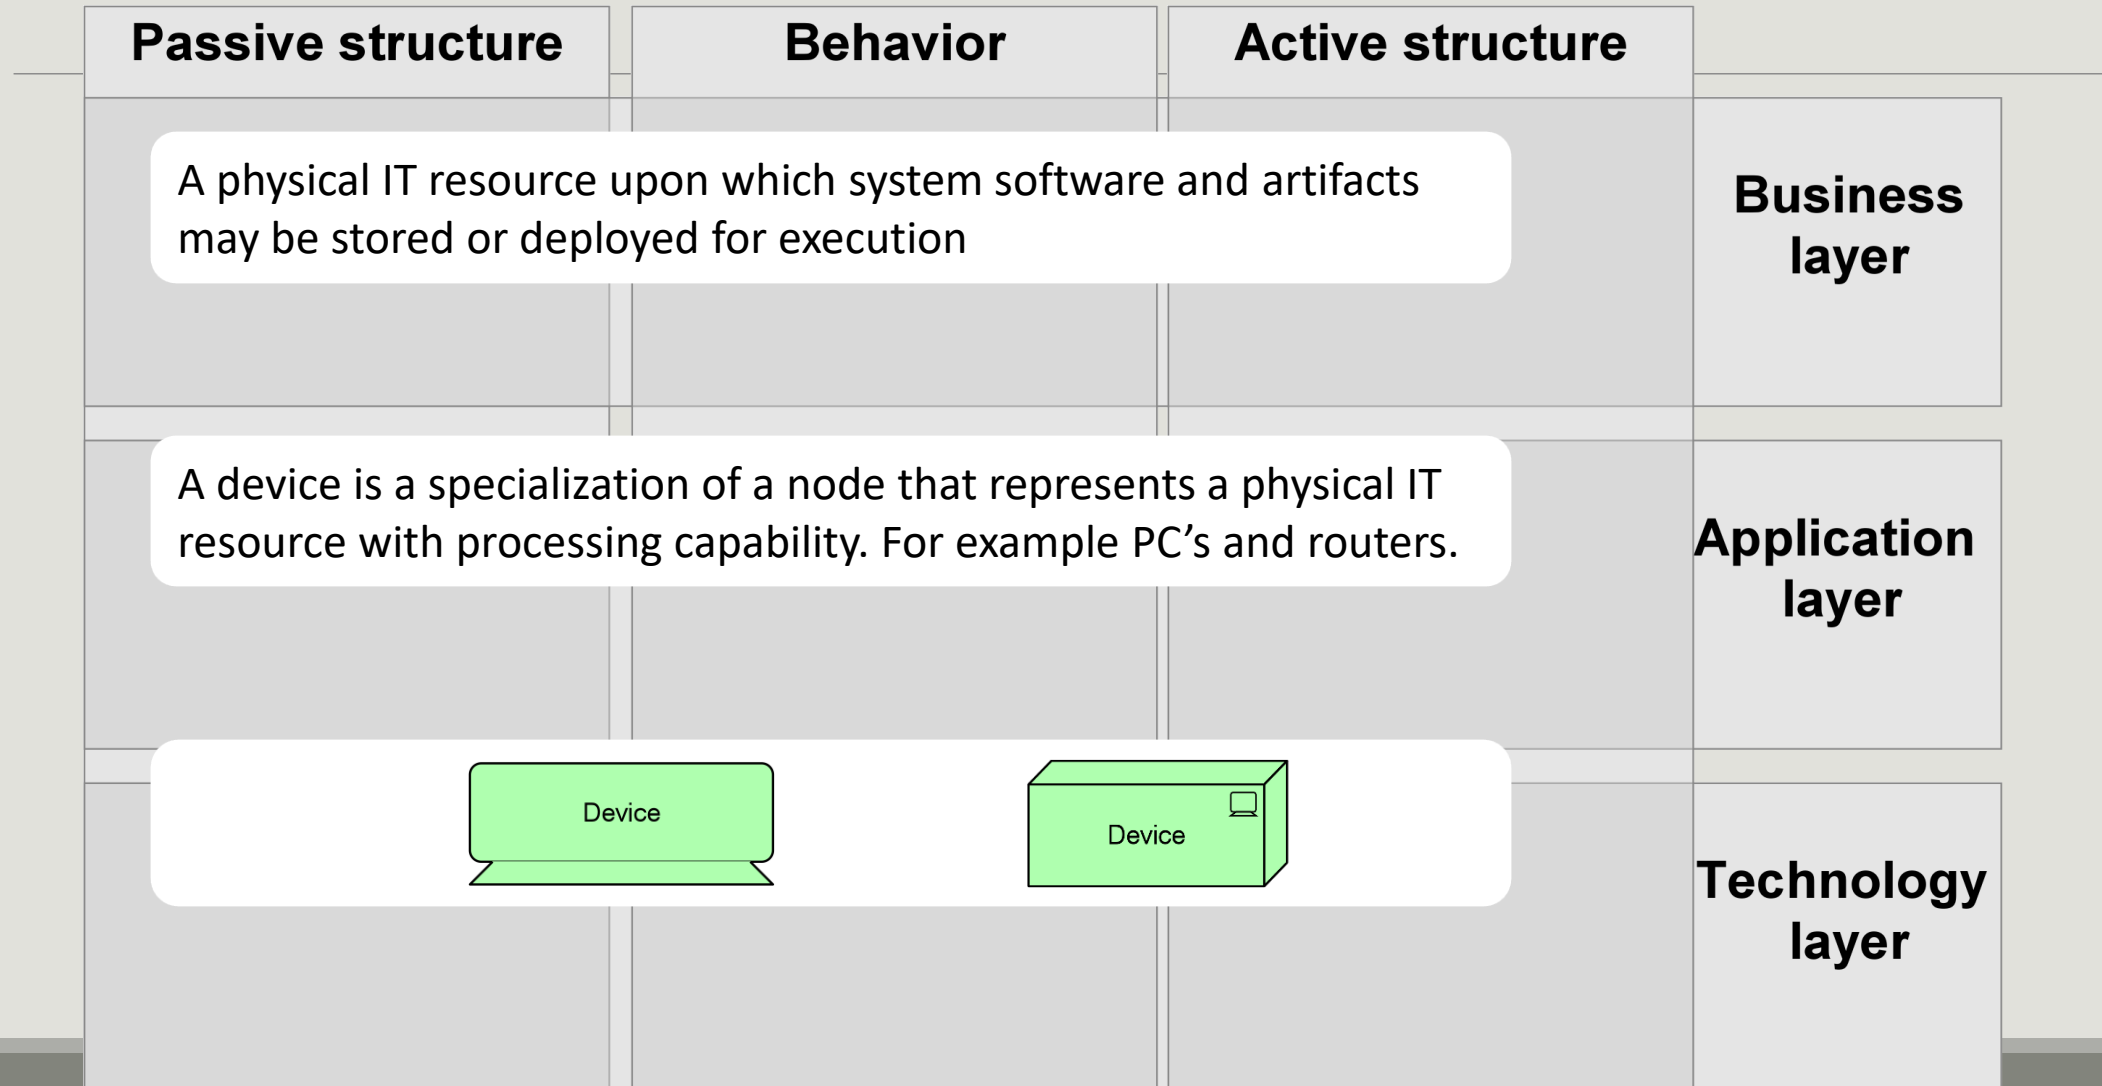 Passive structure
Behavior
Active structure
A physical IT resource upon which system software and artifacts
may be stored or deployed for execution
Business
layer
A device is a specialization of a node that represents a physical IT
resource with processing capability. For example PC’s and routers.
Application
layer
Device
Device
Technology
layer